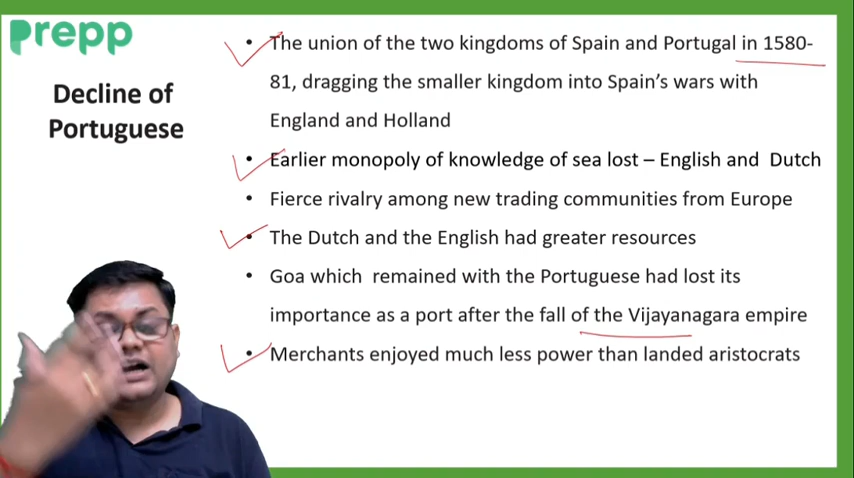 Prepp
Decline of
Portuguese
• The union of the two kingdoms of Spain and Portugal in 1580-
81, dragging the smaller kingdom into Spain's wars with
England and Holland
• Earlier monopoly of knowledge of sea lost – English and Dutch
• Fierce rivalry among new trading communities from Europe
• The Dutch and the English had greater resources
• Goa which remained with the Portuguese had lost its
importance as a port after the fall of the Vijayanagara empire
• Merchants enjoyed much less power than landed aristocrats